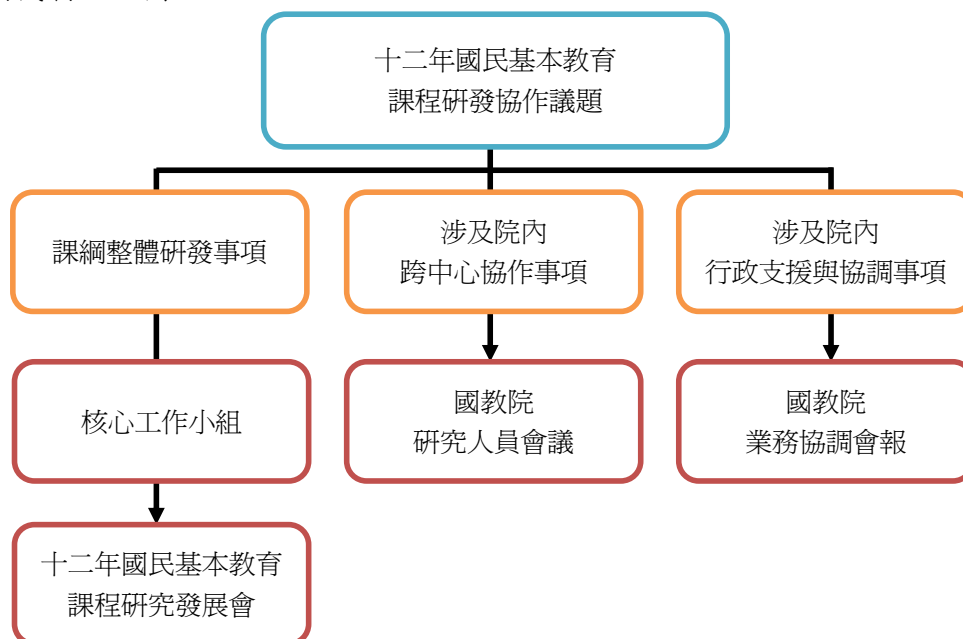 十二年國民基本教育
課程研發協作議題
課綱整體研發事項
涉及院內
跨中心協作事項
涉及院內
行政支援與協調事項
核心工作小組
國教院
研究人員會議
國教院
業務協調會報
十二年國民基本教育
課程研究發展會